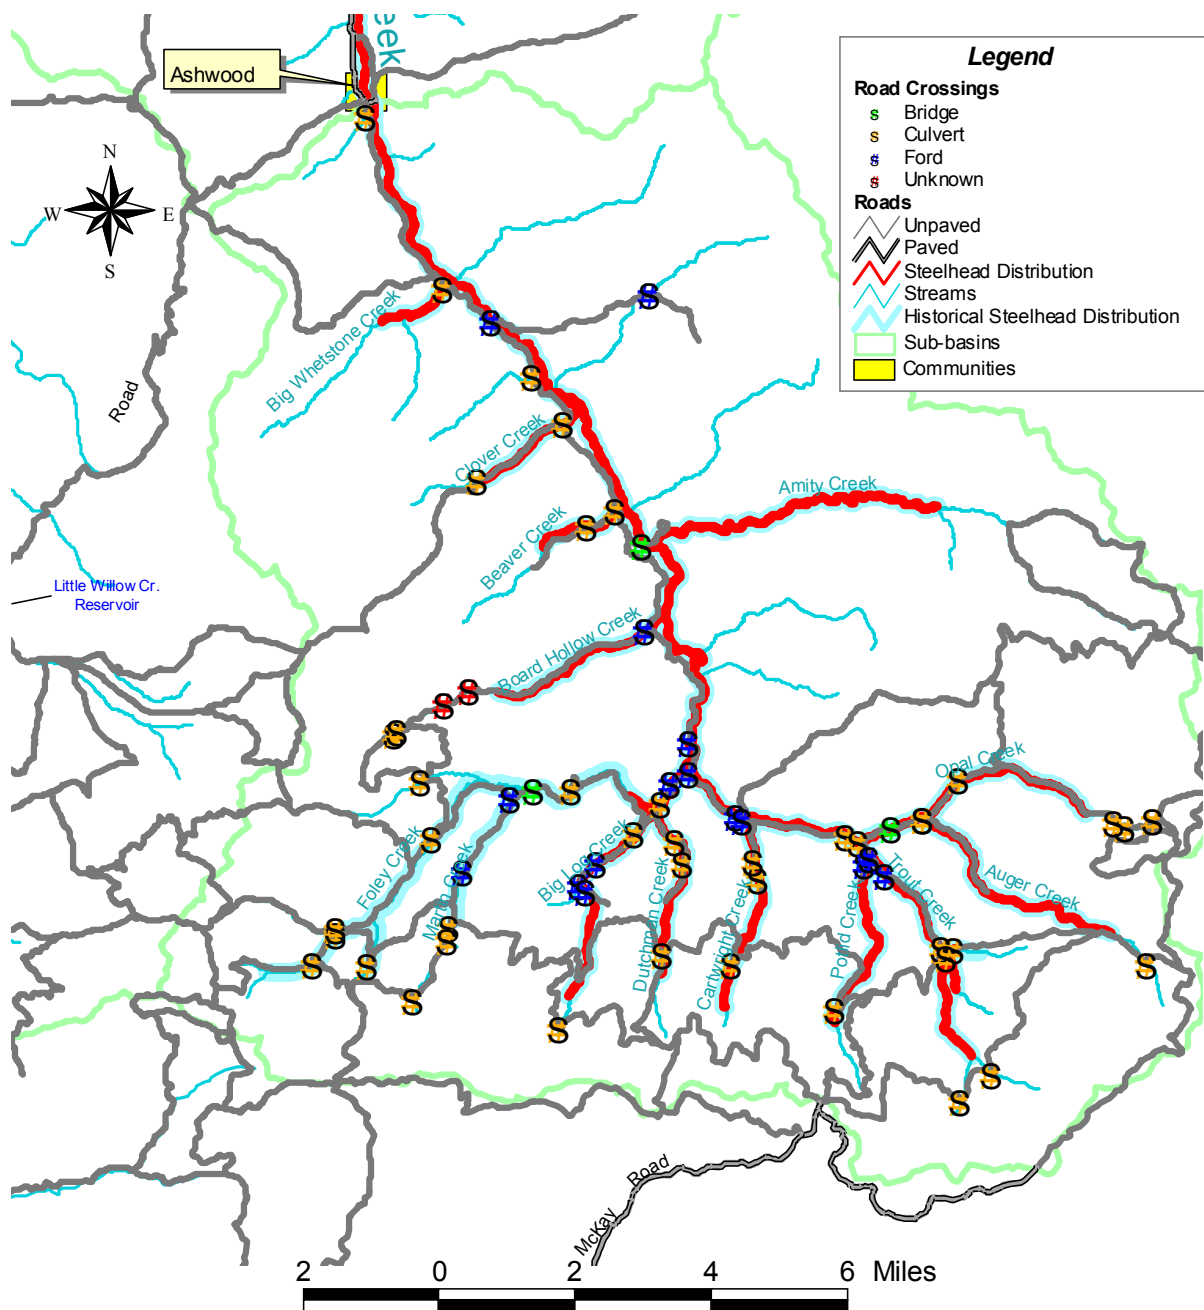 eek
Ashwood
Legend
Road Crossings
S Bridge
S Culvert
# Ford
# Unknown
Roads
Unpaved
Paved
Steelhead Distribution
Streams
Historical Steelhead Distribution
Sub-basins
Communities
N
W E
S
Big Whetstone Creek
Road
Clover Creek
Amity Creek
Beaver Creek
Little Willow Cr.
Reservoir
Board Hollow Creek
Opal Creek
Foley Creek
Martin Creek
Big Log Creek
Dutchman Creek
Cartwright Creek
Potlid Creek
Trout Creek
Auger Creek
McKay Road
2 0 2 4 6 Miles